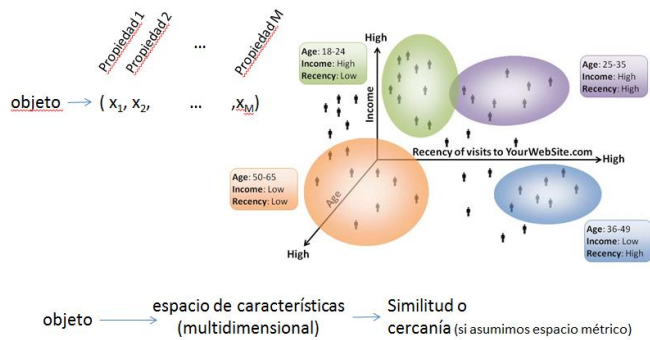 Propiedad 1
Propiedad 2
...
Propiedad M
objeto
( x1, x2, ... ,xM)
High
Age: 18-24
Income: High
Recency: Low
Age: 25-35
Income: High
Recency: High
Income
Recency of visits to YourWebSite.com
High
Age: 50-65
Income: Low
Recency: Low
Age
High
Age: 36-49
Income: Low
Recency: High
objeto
espacio de características
(multidimensional)
Similitud o
cercanía (si asumimos espacio métrico)